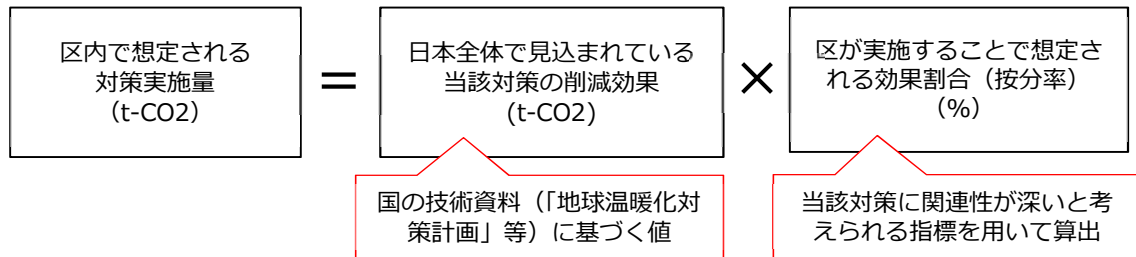 区内で想定される
対策実施量
（t-CO2）
＝
日本全体で見込まれている
当該対策の削減効果
(t-CO2)
×
区が実施することで想定さ
れる効果割合（按分率）
（%）
国の技術資料（「地球温暖化対
策計画」等）に基づく値
当該対策に関連性が深いと考
えられる指標を用いて算出